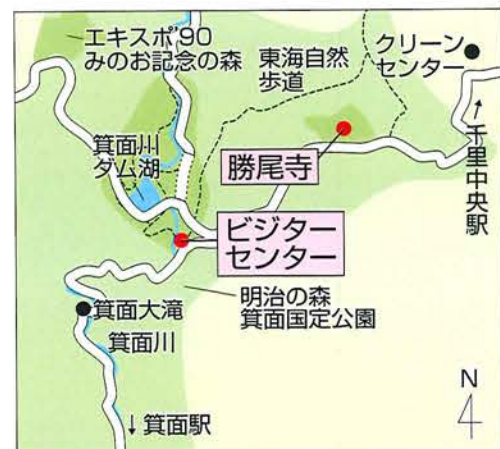 エキスポ'90
みのお記念の森
東海自然
歩道
クリーン
センター
↑千里中央駅
箕面川
ダム湖
勝尾寺
ビジター
センター
明治の森
箕面国定公園
箕面大滝
箕面川
↓箕面駅
N